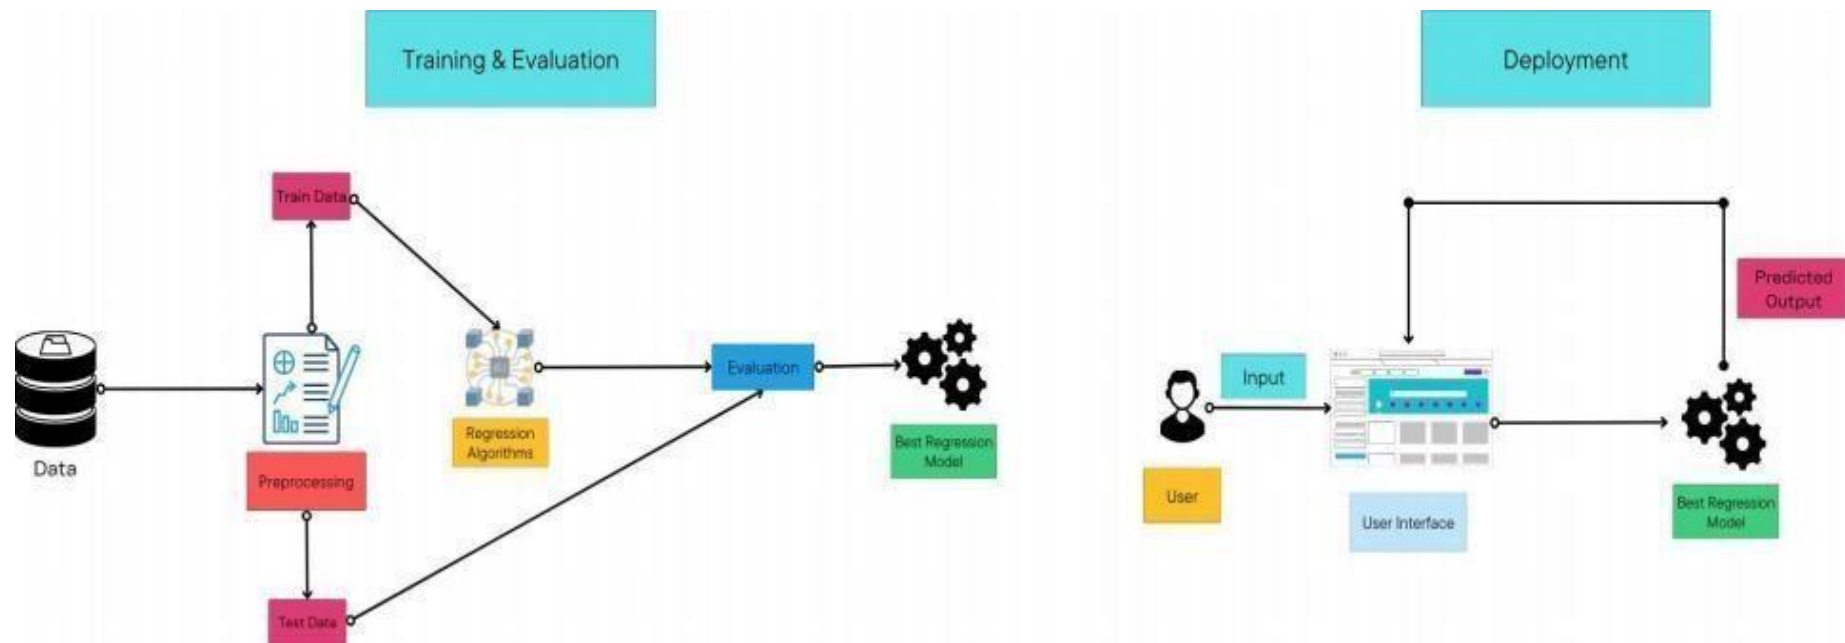 Training & Evaluation
Deployment
Train Data
Data
Preprocessing
Regression
Algorithms
Evaluation
Best Regression
Model
Test Data
Predicted
Output
Input
User
User Interface
Best Regression
Model